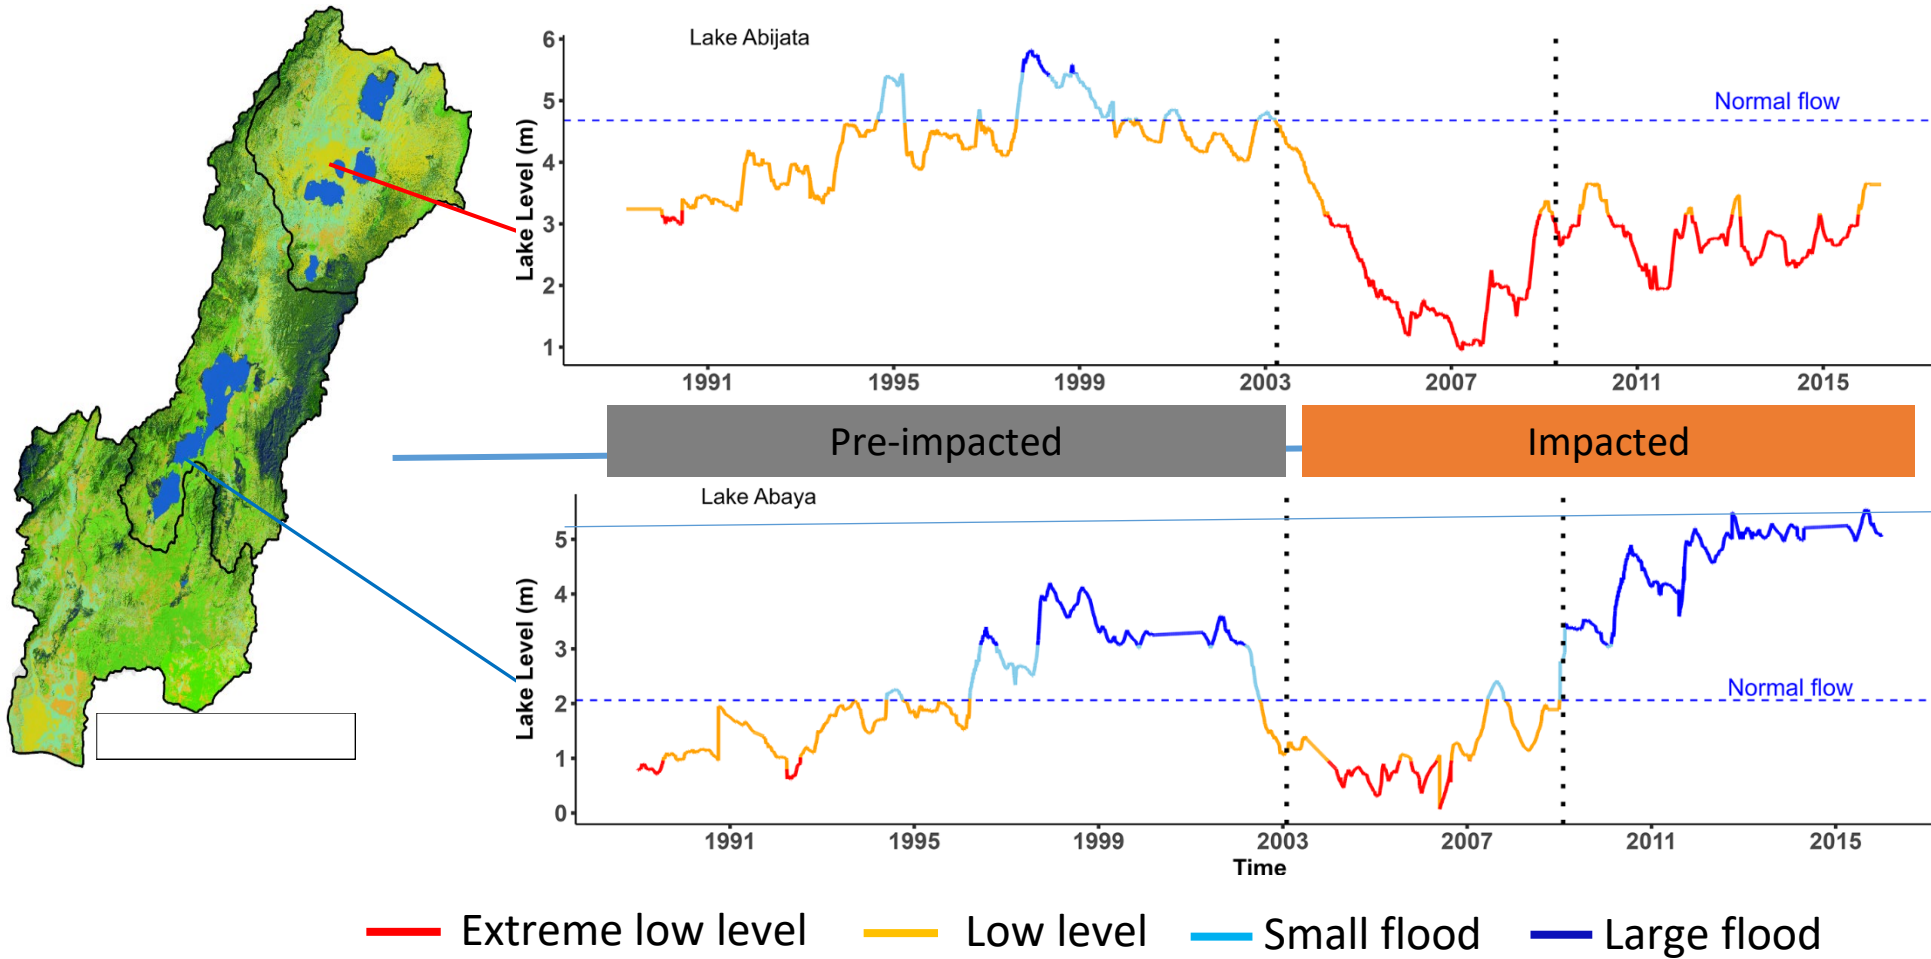 Lake Abijata
Normal flow
Lake Level (m)
6
5
4
3
2
1
1991 1995 1999 2003 2007 2011 2015
Pre-impacted Impacted
Lake Abaya
Normal flow
Lake Level (m)
5
4
3
2
1
0
1991 1995 1999 2003 2007 2011 2015
Time
Extreme low level Low level Small flood Large flood